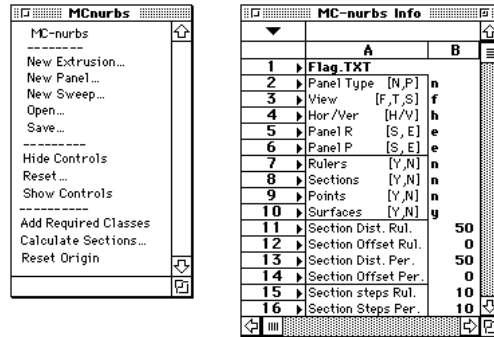 MCnurbs
MC-nurbs
--------
New Extrusion...
New Panel...
New Sweep...
Open...
Save...
---------
Hide Controls
Reset...
Show Controls
----------
Add Required Classes
Calculate Sections...
Reset Origin
MC-nurbs Info
A B
1 Flag.TXT
2 Panel Type [N,P] n
3 View [F,T,S] f
4 Hor/Ver [H/V] h
5 Panel R [S,E] e
6 Panel P [S,E] e
7 Rulers [Y,N] n
8 Sections [Y,N] n
9 Points [Y,N] n
10 Surfaces [Y,N] y
11 Section Dist. Rul. 50
12 Section Offset Rul. 0
13 Section Dist. Per. 50
14 Section Offset Per. 0
15 Section steps Rul. 10
16 Section Steps Per. 10